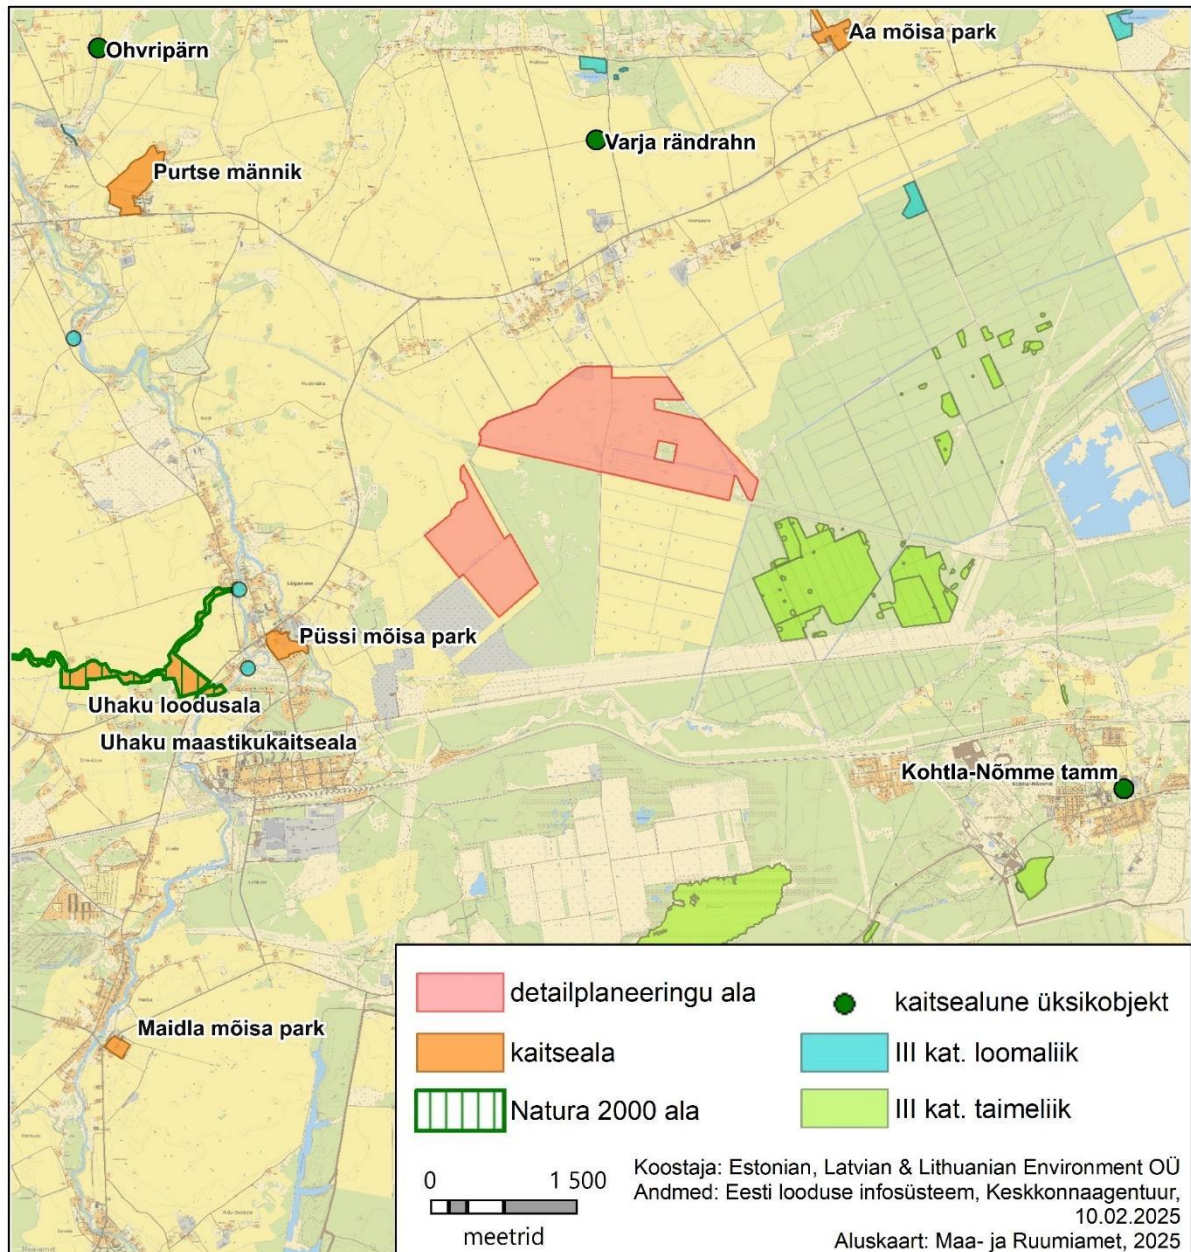 Ohvripärn
Aa mõisa park
Varja rändrahn
Purtse männik
Püssi mõisa park
Uhaku loodusala
Uhaku maastikukaitseala
Kohtla-Nõmme tamm
Maidla mõisa park
detailplaneeringu ala
kaitseala
Natura 2000 ala
kaitsealune üksikobjekt
III kat. loomaliik
III kat. taimeliik
0 1 500
meetrid
Koostaja: Estonian, Latvian & Lithuanian Environment OÜ
Andmed: Eesti looduse infosüsteem, Keskkonnaagentuur,
10.02.2025
Aluskaart: Maa- ja Ruumiamet, 2025